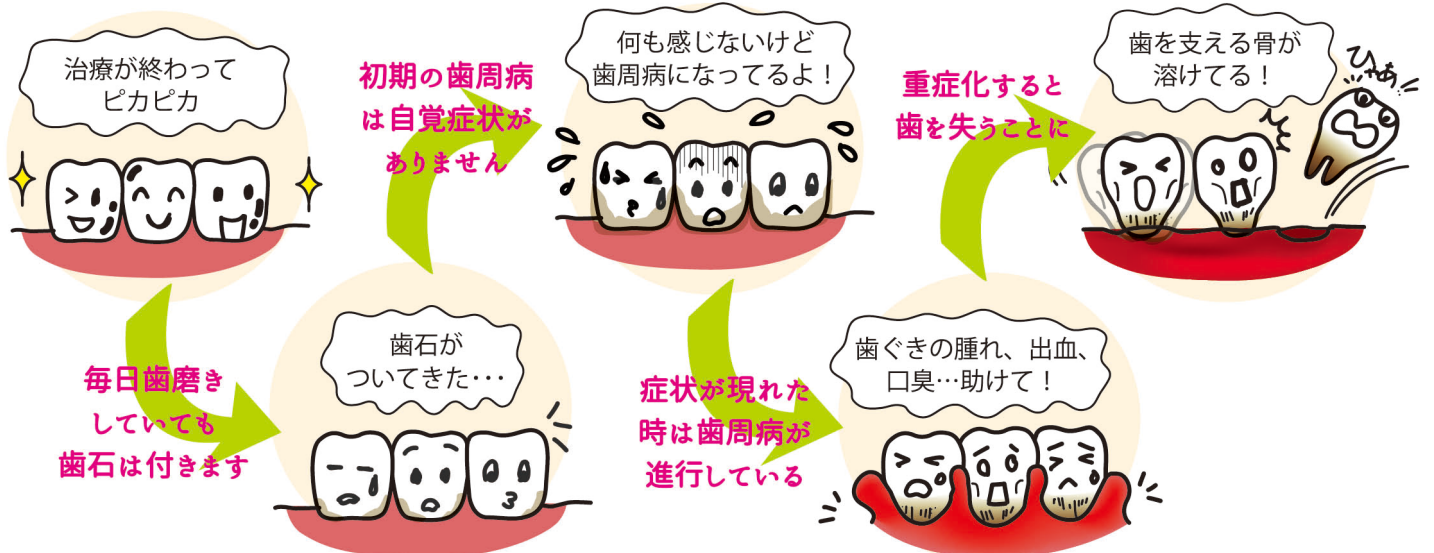 治療が終わって
ピカピカ
毎日歯磨き
していても
歯石は付きます
歯石が
ついてきた･･･
初期の歯周病
は自覚症状が
ありません
何も感じないけど
歯周病になってるよ！
症状が現れた
時は歯周病が
進行している
歯ぐきの腫れ、出血、
口臭…助けて！
重症化すると
歯を失うことに
歯を支える骨が
溶けてる！
ひゃあ!!